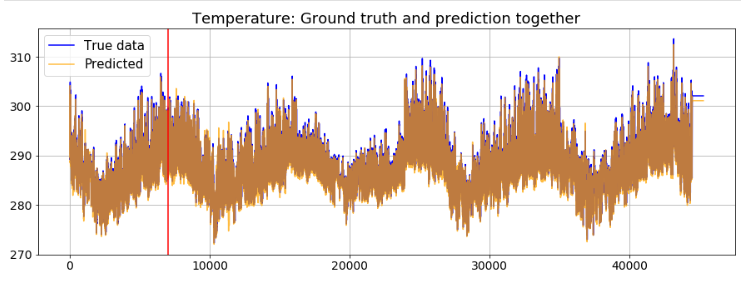 Temperature: Ground truth and prediction together
True data
Predicted
310
300
290
280
270
0 10000 20000 30000 40000